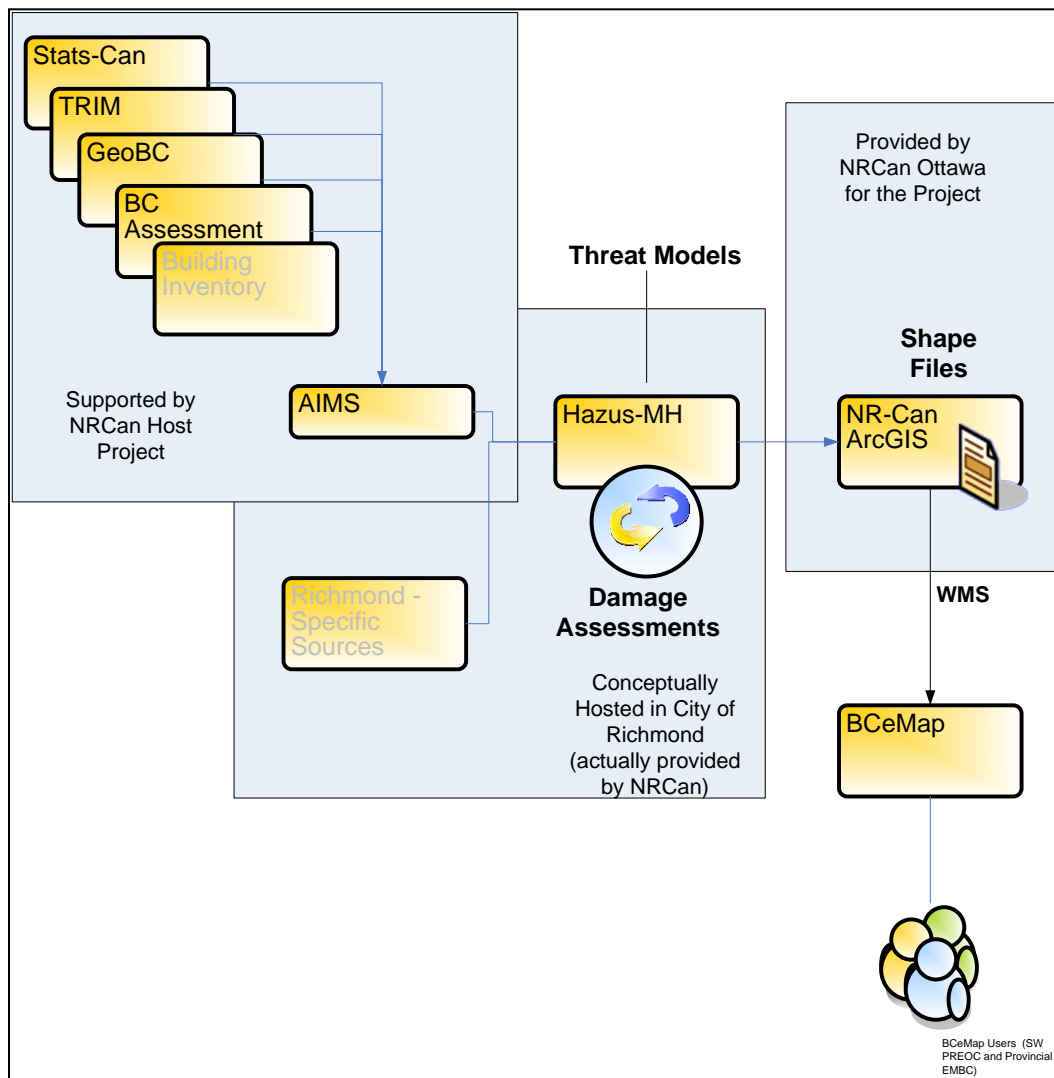 Stats-Can
TRIM
GeoBC
BC
Assessment
Building
Inventory
Supported by
NRCan Host
Project
AIMS
Richmond -
Specific
Sources
Threat Models
Hazus-MH
Damage
Assessments
Conceptually
Hosted in City of
Richmond
(actually provided
by NRCan)
Provided by
NRCan Ottawa
for the Project
Shape
Files
NR-Can
ArcGIS
WMS
BCeMap
BCeMap Users (SW
PREOC and Provincial
EMBC)